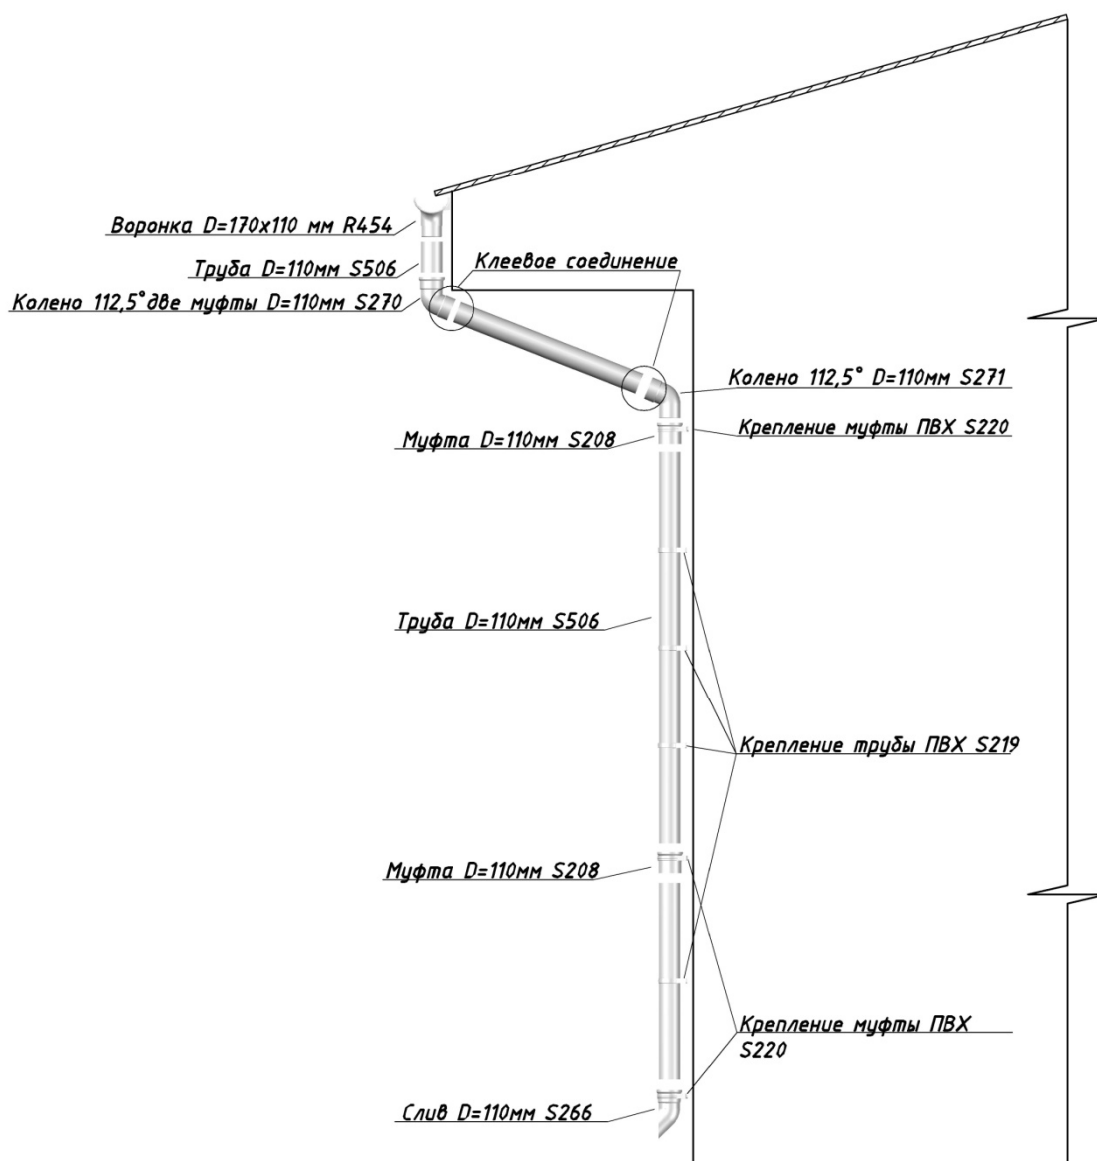 Воронка D=170х110 мм R454
Труба D=110мм S506
Клеевое соединение
Колено 112,5° две муфты D=110мм S270
Колено 112,5° D=110мм S271
Муфта D=110мм S208
Крепление муфты ПВХ S220
Труба D=110мм S506
Крепление трубы ПВХ S219
Муфта D=110мм S208
Крепление муфты ПВХ
S220
Слив D=110мм S266